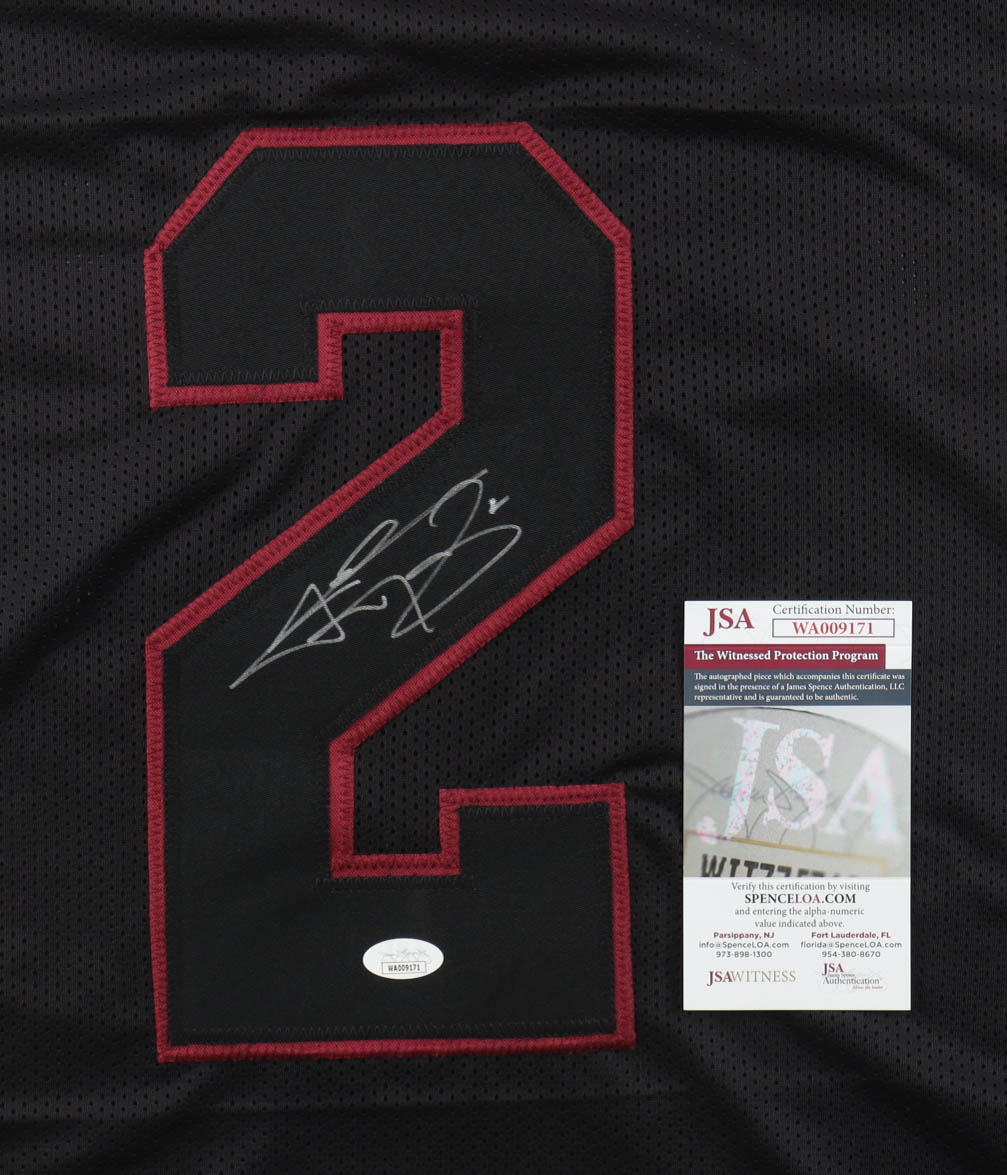 2
JSA
Certification Number:
WA009171
The Witnessed Protection Program
The autographed piece which accompanies this certificate was
signed in the presence of a James Spence Authentication, LLC
representative and is guaranteed to be authentic.
JSA
Verify this certification by visiting
SPENCELOA.COM
and entering the alpha-numeric
value indicated above.
Parsippany, NJ
info@SpenceLOA.com
973-898-1300
Fort Lauderdale, FL
florida@SpenceLOA.com
954-380-8670
JSAWITNESS
JSA
Authentication
WA009171